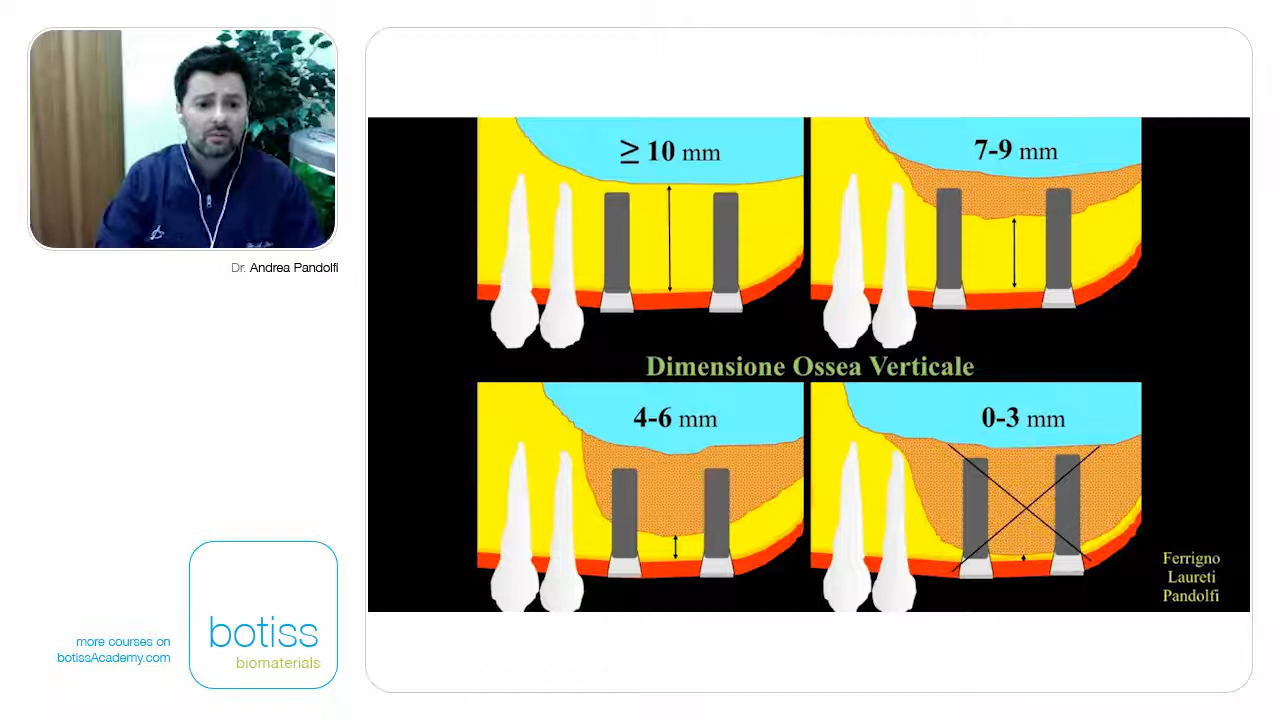 Dr. Andrea Pandolfi
more courses on
botissAcademy.com
botiss
biomaterials
≥ 10 mm
7-9 mm
Dimensione Ossea Verticale
4-6 mm
0-3 mm
Ferrigno
Laureti
Pandolfi